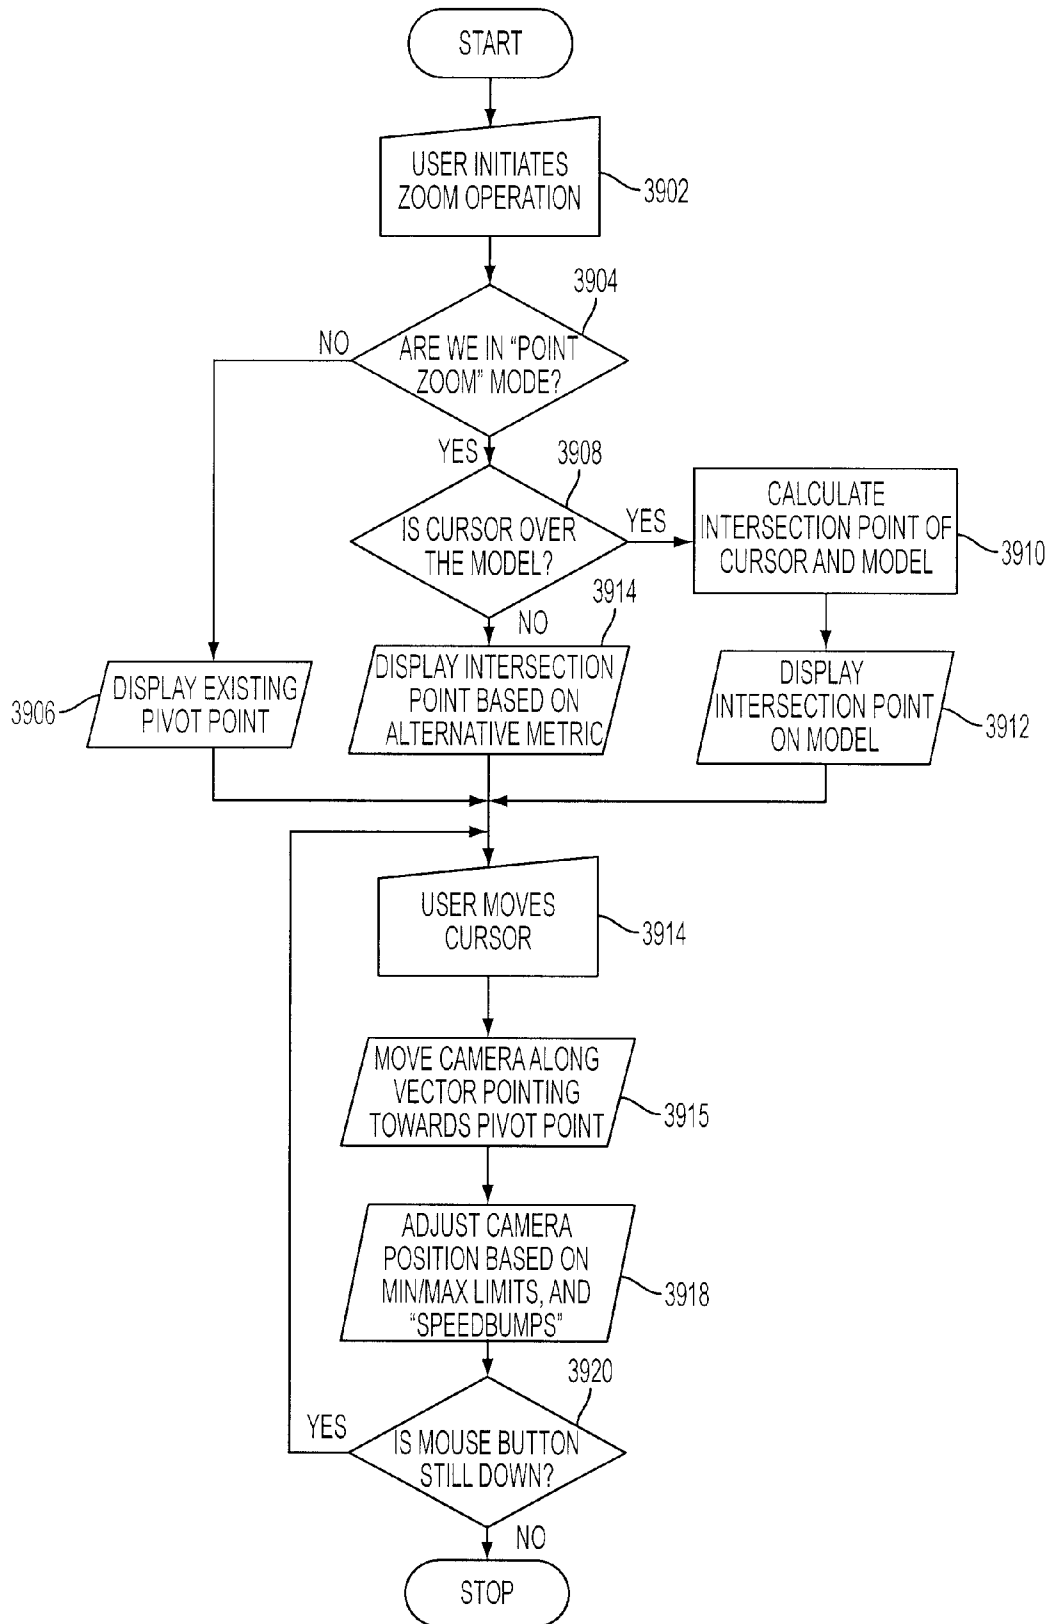 START
USER INITIATES
ZOOM OPERATION
3902
3904
ARE WE IN “POINT
ZOOM” MODE?
NO
YES
3908
IS CURSOR OVER
THE MODEL?
YES
CALCULATE
INTERSECTION POINT OF
CURSOR AND MODEL
3910
NO
3914
DISPLAY EXISTING
PIVOT POINT
3906
DISPLAY INTERSECTION
POINT BASED ON
ALTERNATIVE METRIC
DISPLAY
INTERSECTION POINT
ON MODEL
3912
USER MOVES
CURSOR
3914
MOVE CAMERA ALONG
VECTOR POINTING
TOWARDS PIVOT POINT
3915
ADJUST CAMERA
POSITION BASED ON
MIN/MAX LIMITS, AND
“SPEEDBUMPS”
3918
3920
IS MOUSE BUTTON
STILL DOWN?
YES
NO
STOP